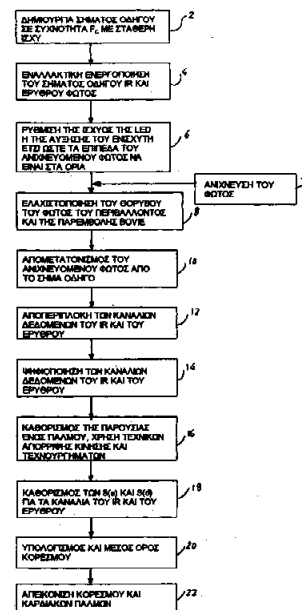 ΔΗΜΙΟΥΡΓΙΑ ΣΗΜΑΤΟΣ ΟΔΗΓΟΥ
ΣΕ ΣΥΧΝΟΤΗΤΑ Fc ΜΕ ΣΤΑΘΕΡΗ
ΙΣΧΥ
2
ΕΝΑΛΛΑΚΤΙΚΗ ΕΝΕΡΓΟΠΟΙΗΣΗ
ΤΟΥ ΣΗΜΑΤΟΣ ΟΔΗΓΟΥ IR ΚΑΙ
ΕΡΥΘΡΟΥ ΦΩΤΟΣ
4
ΡΥΘΜΙΣΗ ΤΗΣ ΙΣΧΥΟΣ ΤΗΣ LED
Η ΤΗΣ ΑΥΞΗΣΗΣ ΤΟΥ ΕΝΙΣΧΥΤΗ
ΕΤΣΙ ΩΣΤΕ ΤΑ ΕΠΙΠΕΔΑ ΤΟΥ
ΑΝΙΧΝΕΥΟΜΕΝΟΥ ΦΩΤΟΣ ΝΑ
ΕΙΝΑΙ ΣΤΑ ΟΡΙΑ
6
ΑΝΙΧΝΕΥΣΗ ΤΟΥ
ΦΩΤΟΣ
ΕΛΑΧΙΣΤΟΠΟΙΗΣΗ ΤΟΥ ΘΟΡΥΒΟΥ
ΤΟΥ ΦΩΤΟΣ ΤΟΥ ΠΕΡΙΒΑΛΛΟΝΤΟΣ
ΚΑΙ ΤΗΣ ΠΑΡΕΜΒΟΛΗΣ BOVIE
8
ΑΠΟΜΕΤΑΤΟΝΙΣΜΟΣ ΤΟΥ
ΑΝΙΧΝΕΥΟΜΕΝΟΥ ΦΩΤΟΣ ΑΠΟ
ΤΟ ΣΗΜΑ ΟΔΗΓΟ
10
ΑΠΟΠΕΡΙΠΛΟΚΗ ΤΩΝ ΚΑΝΑΛΙΩΝ
ΔΕΔΟΜΕΝΩΝ ΤΟΥ IR ΚΑΙ ΤΟΥ
ΕΡΥΘΡΟΥ
12
ΨΗΦΙΟΠΟΙΗΣΗ ΤΩΝ ΚΑΝΑΛΙΩΝ
ΔΕΔΟΜΕΝΩΝ ΤΟΥ IR ΚΑΙ ΤΟΥ
ΕΡΥΘΡΟΥ
14
ΚΑΘΟΡΙΣΜΟΣ ΤΗΣ ΠΑΡΟΥΣΙΑΣ
ΕΝΟΣ ΠΑΛΜΟΥ, ΧΡΗΣΗ ΤΕΧΝΙΚΩΝ
ΑΠΟΡΡΙΨΗΣ ΚΙΝΗΣΗΣ ΚΑΙ
ΤΕΧΝΟΥΡΓΗΜΑΤΩΝ
16
ΚΑΘΟΡΙΣΜΟΣ ΤΩΝ S(s) ΚΑΙ S(d)
ΓΙΑ ΤΑ ΚΑΝΑΛΙΑ ΤΟΥ IR ΚΑΙ ΤΟΥ
ΕΡΥΘΡΟΥ
18
ΥΠΟΛΟΓΙΣΜΟΣ ΚΑΙ ΜΕΣΟΣ ΟΡΟΣ
ΚΟΡΕΣΜΟΥ
20
ΑΠΕΙΚΟΝΙΣΗ ΚΟΡΕΣΜΟΥ ΚΑΙ
ΚΑΡΔΙΑΚΩΝ ΠΑΛΜΩΝ
22